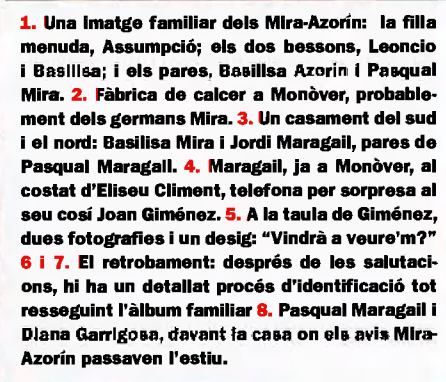 1. Una imatge familiar dels Mira-Azorín: la filla
menuda, Assumpció; els dos bessons, Leoncio
i Basilisa; i els pares, Basilisa Azorín i Pasqual
Mira. 2. Fàbrica de calcer a Monòver, probable-
ment dels germans Mira. 3. Un casament del sud
i el nord: Basilisa Mira i Jordi Maragall, pares de
Pasqual Maragall. 4. Maragall, ja a Monòver, al
costat d'Eliseu Climent, telefona per sorpresa al
seu cosí Joan Giménez. 5. A la taula de Giménez,
dues fotografies i un desig: "Vindrà a veure'm?"
6 i 7. El retrobament: després de les salutaci-
ons, hi ha un detallat procés d'identificació tot
resseguint l'àlbum familiar 8. Pasqual Maragall i
Diana Garrigosa, davant la casa on els avis Mira-
Azorín passaven l'estiu.